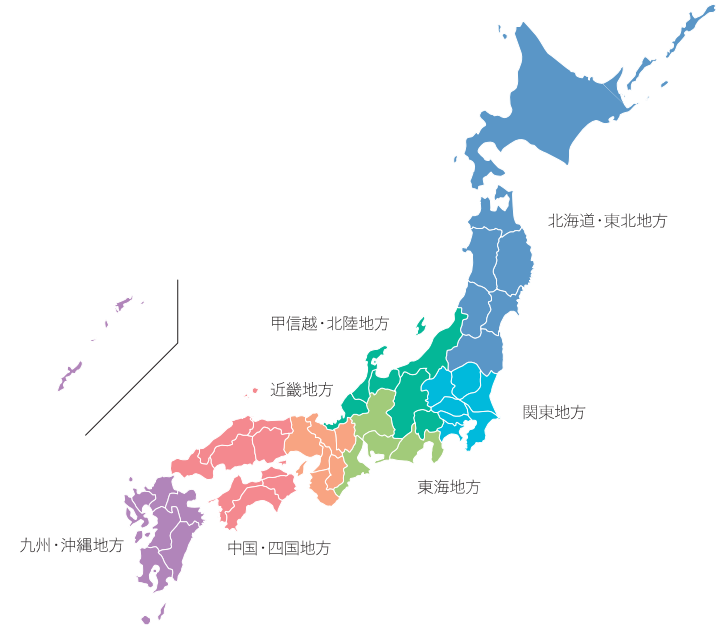 北海道・東北地方
甲信越・北陸地方
近畿地方
関東地方
東海地方
九州・沖縄地方
中国・四国地方